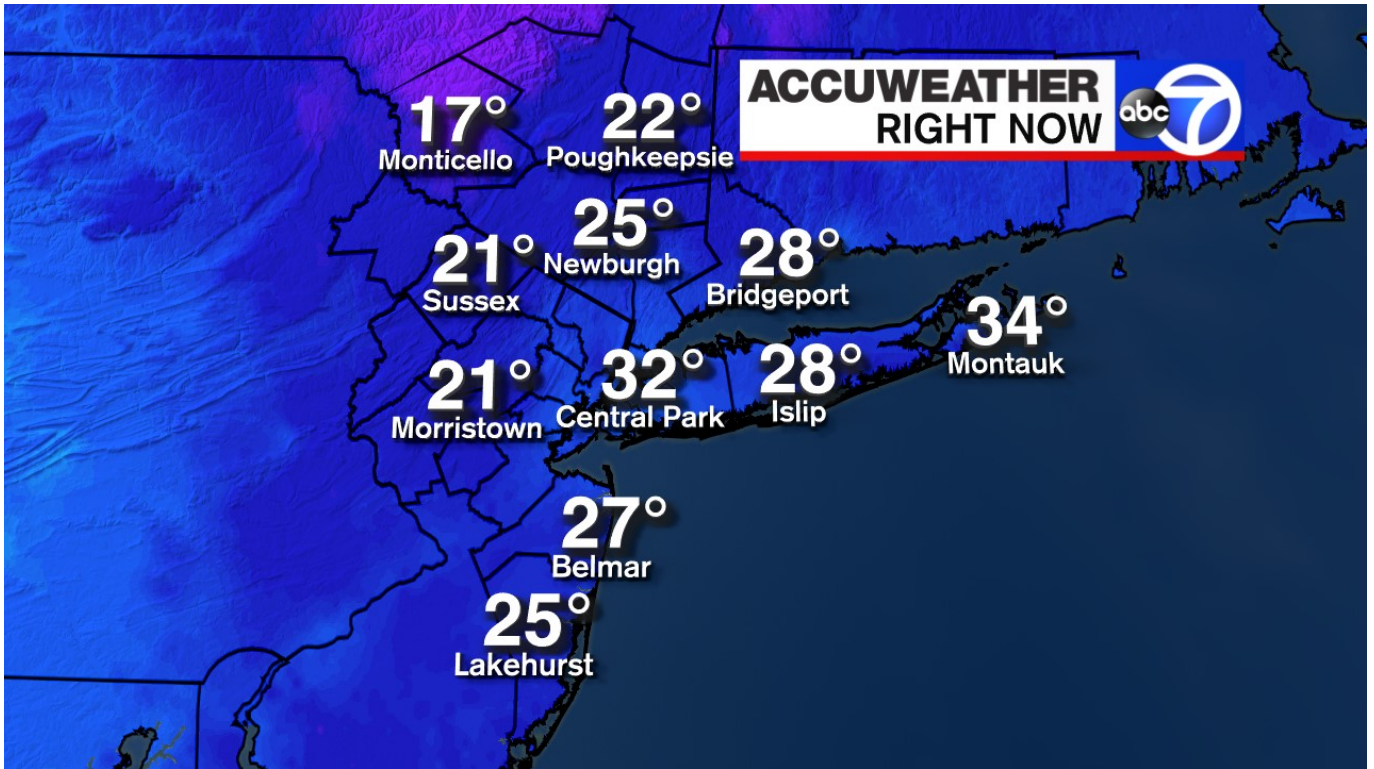 ACCUWEATHER
RIGHT NOW
abc 7
17°
Monticello
22°
Poughkeepsie
25°
Newburgh
21°
Sussex
28°
Bridgeport
34°
Montauk
21°
Morristown
32°
Central Park
28°
Islip
27°
Belmar
25°
Lakehurst